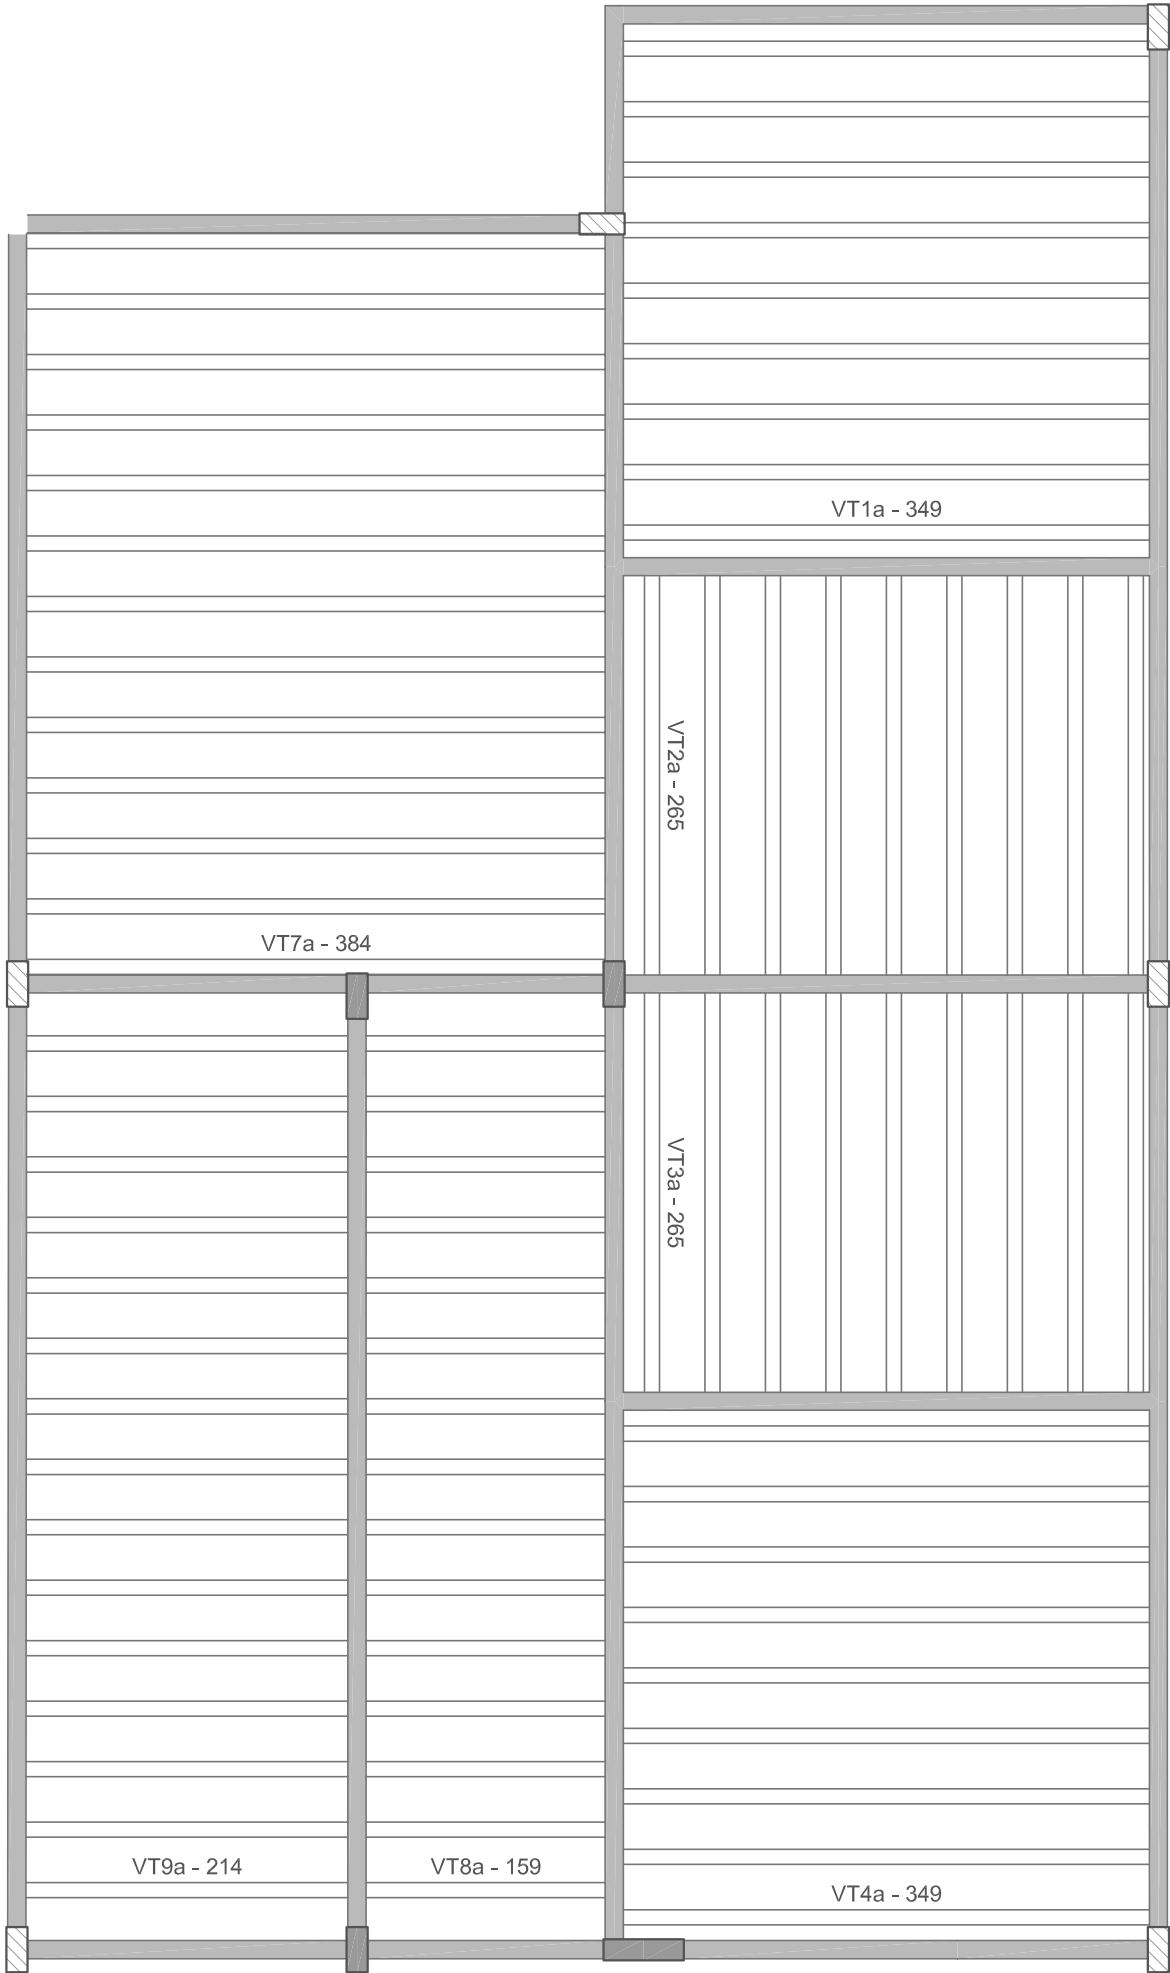 VT1a - 349
VT2a - 265
VT7a - 384
VT3a - 265
VT9a - 214
VT8a - 159
VT4a - 349